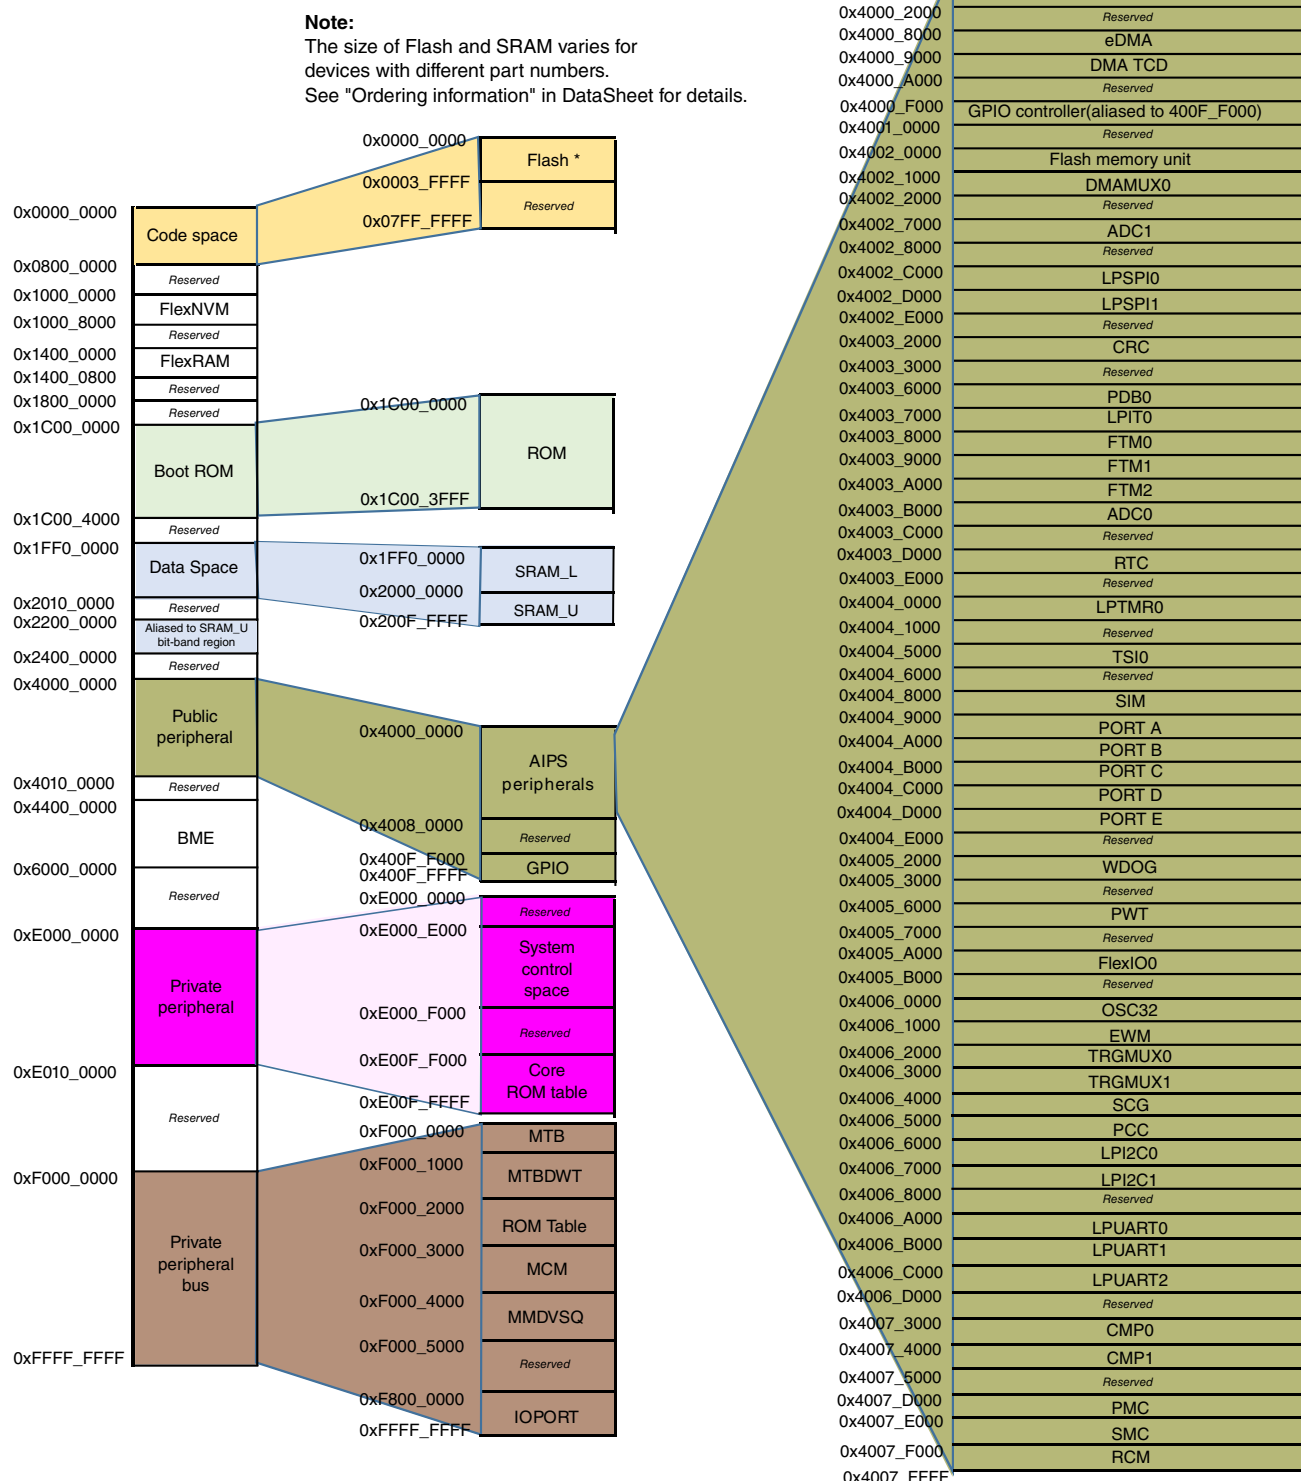 Note:
The size of Flash and SRAM varies for
devices with different part numbers.
See "Ordering information" in DataSheet for details.
0x0000_0000
Code space
0x0800_0000
Reserved
0x1000_0000
FlexNVM
0x1000_8000
Reserved
0x1400_0000
FlexRAM
0x1400_0800
Reserved
0x1800_0000
Reserved
0x1C00_0000
Boot ROM
0x1C00_4000
Reserved
0x1FF0_0000
Data Space
0x2010_0000
Reserved
0x2200_0000
Aliased to SRAM_U
bit-band region
0x2400_0000
Reserved
0x4000_0000
Public
peripheral
0x4010_0000
Reserved
0x4400_0000
BME
0x6000_0000
Reserved
0xE000_0000
Private
peripheral
0xE010_0000
Reserved
0xF000_0000
Private
peripheral
bus
0xFFFF_FFFF
0x0000_0000
Flash *
0x0003_FFFF
Reserved
0x07FF_FFFF
0x1C00_0000
ROM
0x1C00_3FFF
0x1FF0_0000
SRAM_L
0x2000_0000
SRAM_U
0x200F_FFFF
0x4000_0000
AIPS
peripherals
0x4008_0000
Reserved
0x400F_F000
GPIO
0x400F_FFFF
0xE000_0000
Reserved
0xE000_E000
System
control
space
0xE000_F000
Reserved
0xE00F_F000
Core
ROM table
0xE00F_FFFF
0xF000_0000
MTB
0xF000_1000
MTBDWT
0xF000_2000
ROM Table
0xF000_3000
MCM
0xF000_4000
MMDVSQ
0xF000_5000
Reserved
0xF800_0000
IOPORT
0xFFFF_FFFF
0x4000_2000
Reserved
0x4000_8000
eDMA
0x4000_9000
DMA TCD
0x4000_A000
Reserved
0x4000_F000
GPIO controller(aliased to 400F_F000)
0x4001_0000
Reserved
0x4002_0000
Flash memory unit
0x4002_1000
DMAMUX0
0x4002_2000
Reserved
0x4002_7000
ADC1
0x4002_8000
Reserved
0x4002_C000
LPSPI0
0x4002_D000
LPSPI1
0x4002_E000
Reserved
0x4003_2000
CRC
0x4003_3000
Reserved
0x4003_6000
PDB0
0x4003_7000
LPIT0
0x4003_8000
FTM0
0x4003_9000
FTM1
0x4003_A000
FTM2
0x4003_B000
ADC0
0x4003_C000
Reserved
0x4003_D000
RTC
0x4003_E000
Reserved
0x4004_0000
LPTMR0
0x4004_1000
Reserved
0x4004_5000
TSI0
0x4004_6000
Reserved
0x4004_8000
SIM
0x4004_9000
PORT A
0x4004_A000
PORT B
0x4004_B000
PORT C
0x4004_C000
PORT D
0x4004_D000
PORT E
0x4004_E000
Reserved
0x4005_2000
WDOG
0x4005_3000
Reserved
0x4005_6000
PWT
0x4005_7000
Reserved
0x4005_A000
FlexIO0
0x4005_B000
Reserved
0x4006_0000
OSC32
0x4006_1000
EWM
0x4006_2000
TRGMUX0
0x4006_3000
TRGMUX1
0x4006_4000
SCG
0x4006_5000
PCC
0x4006_6000
LPI2C0
0x4006_7000
LPI2C1
0x4006_8000
Reserved
0x4006_A000
LPUART0
0x4006_B000
LPUART1
0x4006_C000
LPUART2
0x4006_D000
Reserved
0x4007_3000
CMP0
0x4007_4000
CMP1
0x4007_5000
Reserved
0x4007_D000
PMC
0x4007_E000
SMC
0x4007_F000
RCM
0x4007_FFFF